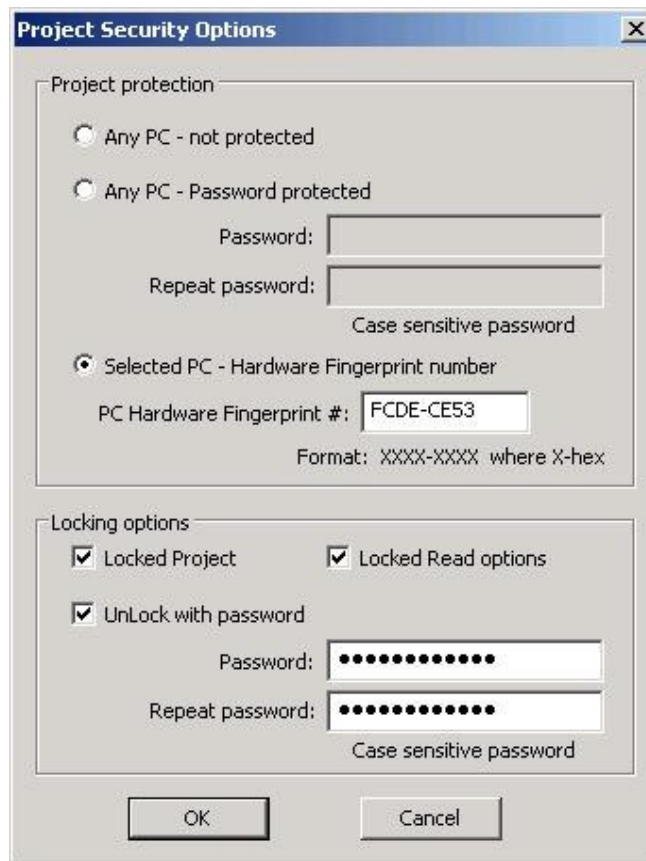 Project Security Options
Project protection
Any PC - not protected
Any PC - Password protected
Password:
Repeat password:
Case sensitive password
Selected PC - Hardware Fingerprint number
PC Hardware Fingerprint #: FCDE-CE53
Format: XXXX-XXXX where X-hex
Locking options
Locked Project Locked Read options
UnLock with password
Password: ●●●●●●●●●●●●
Repeat password: ●●●●●●●●●●●●
Case sensitive password
OK Cancel